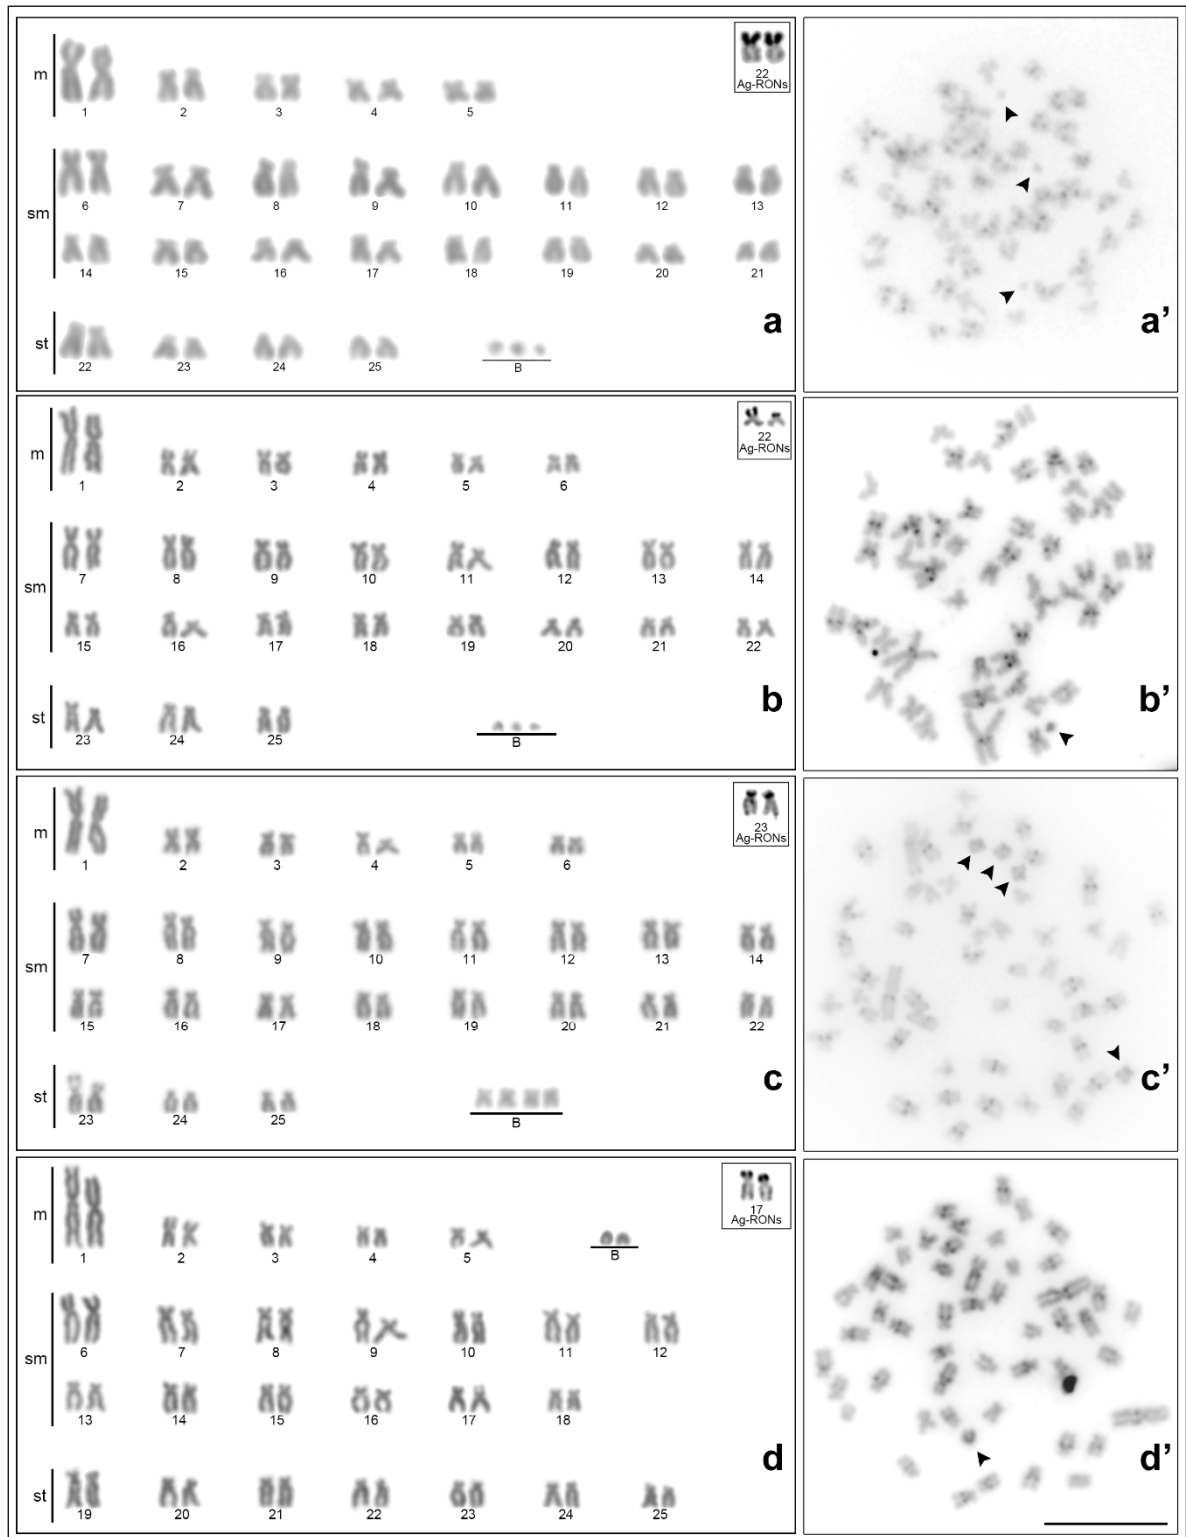 m
1 2 3 4 5
22
Ag-RONs
sm
6 7 8 9 10 11 12 13
14 15 16 17 18 19 20 21
st
22 23 24 25 B
a
a’
m
1 2 3 4 5 6
22
Ag-RONs
sm
7 8 9 10 11 12 13 14
15 16 17 18 19 20 21 22
st
23 24 25 B
b
b’
m
1 2 3 4 5 6
23
Ag-RONs
sm
7 8 9 10 11 12 13 14
15 16 17 18 19 20 21 22
st
23 24 25 B
c
c’
m
1 2 3 4 5 B
17
Ag-RONs
sm
6 7 8 9 10 11 12
13 14 15 16 17 18
st
19 20 21 22 23 24 25
d
d’